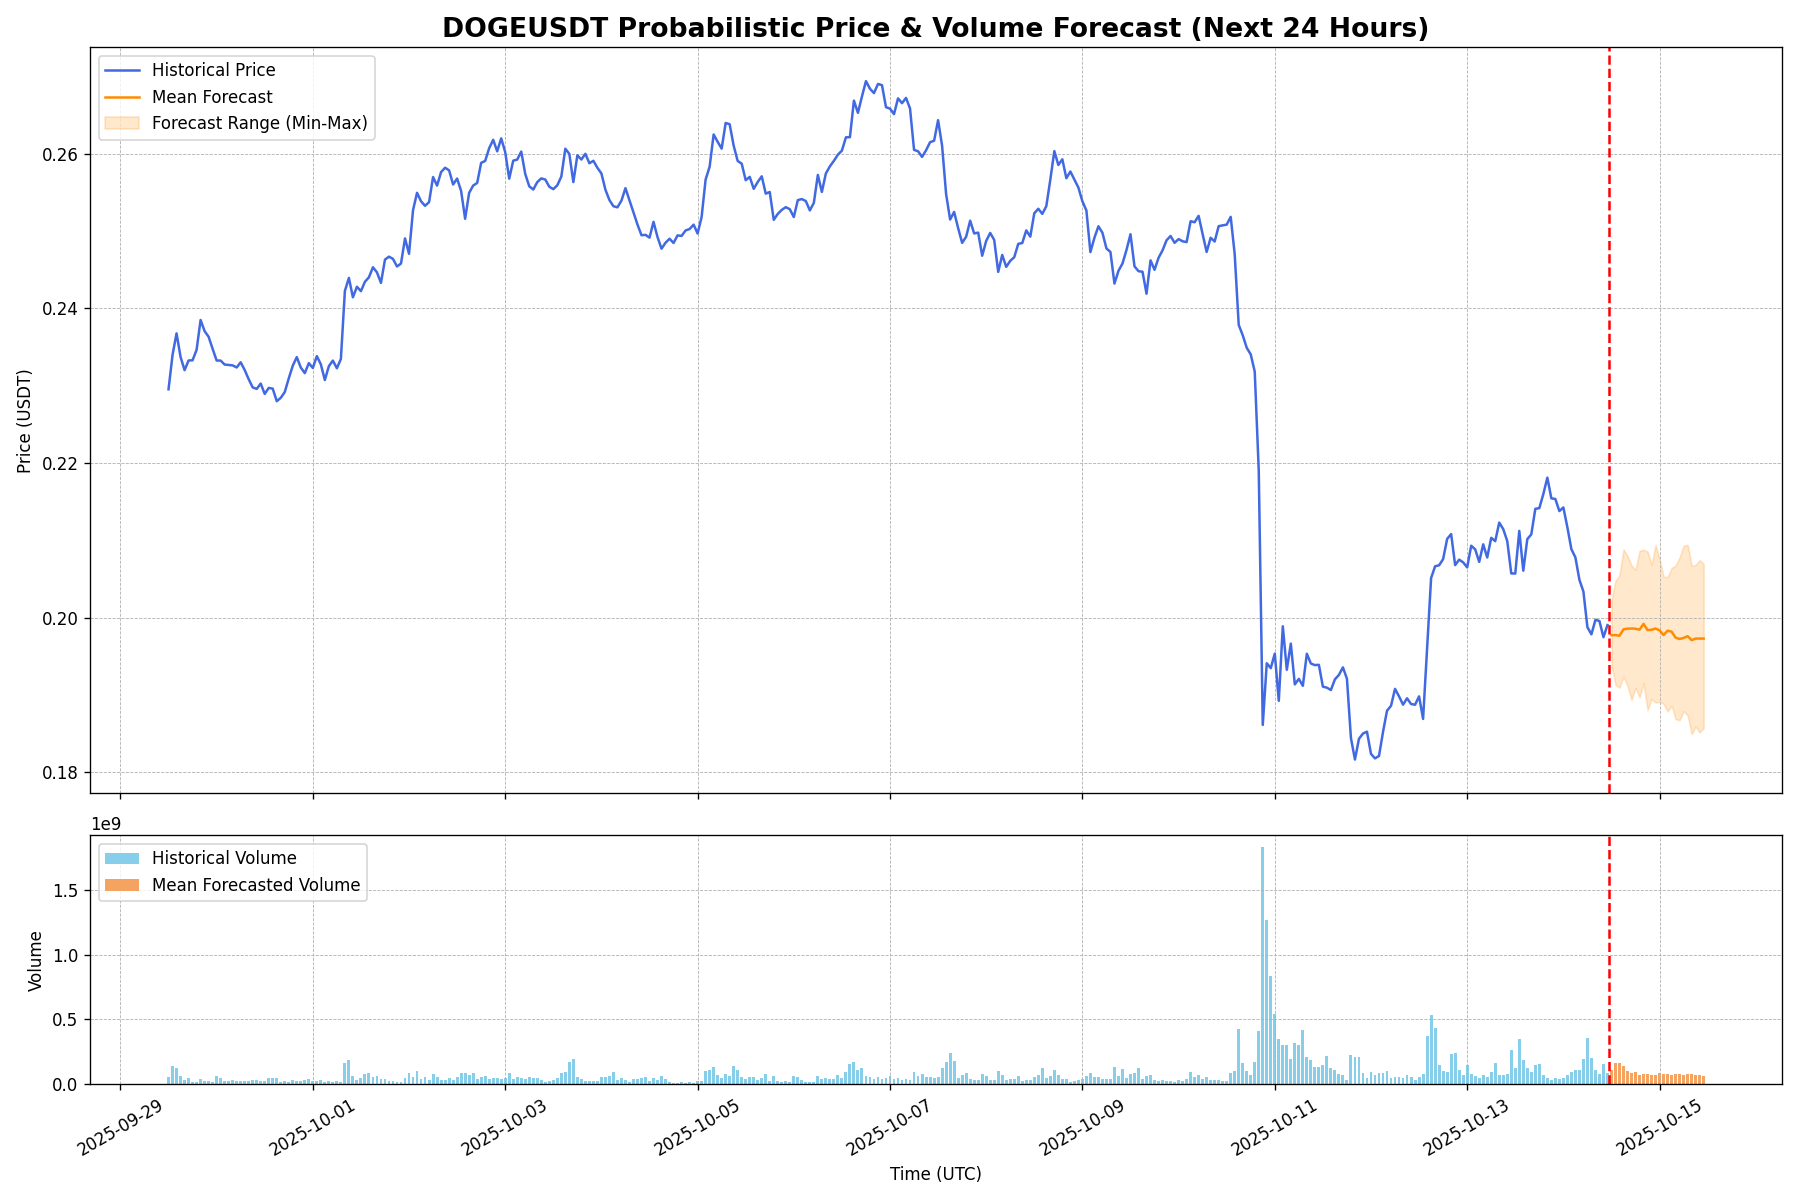 DOGEUSDT Probabilistic Price & Volume Forecast (Next 24 Hours)
Historical Price
Mean Forecast
Forecast Range (Min-Max)
Price (USDT)
0.26
0.24
0.22
0.20
0.18
1e9
Historical Volume
Mean Forecasted Volume
Volume
1.5
1.0
0.5
0.0
2025-09-29
2025-10-01
2025-10-03
2025-10-05
2025-10-07
2025-10-09
2025-10-11
2025-10-13
2025-10-15
Time (UTC)